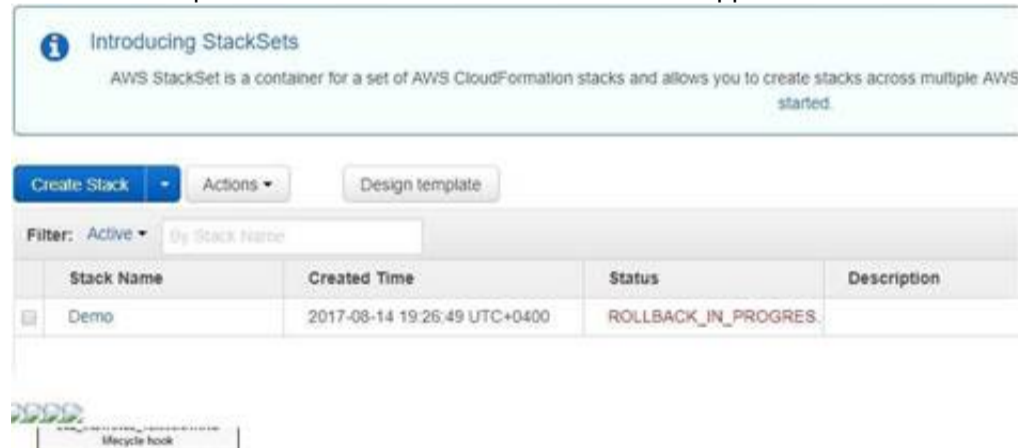 Introducing StackSets
AWS StackSet is a container for a set of AWS CloudFormation stacks and allows you to create stacks across multiple AWS
started.
Create Stack Actions Design template
Filter: Active By Stack Name
Stack Name Created Time Status Description
Demo 2017-08-14 19:26:49 UTC+0400 ROLLBACK_IN_PROGRES.
lifecycle hook